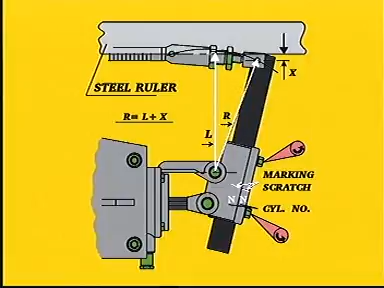 X
STEEL RULER
R= L+ X
R
L
MARKING
SCRATCH
N N
CYL. NO.